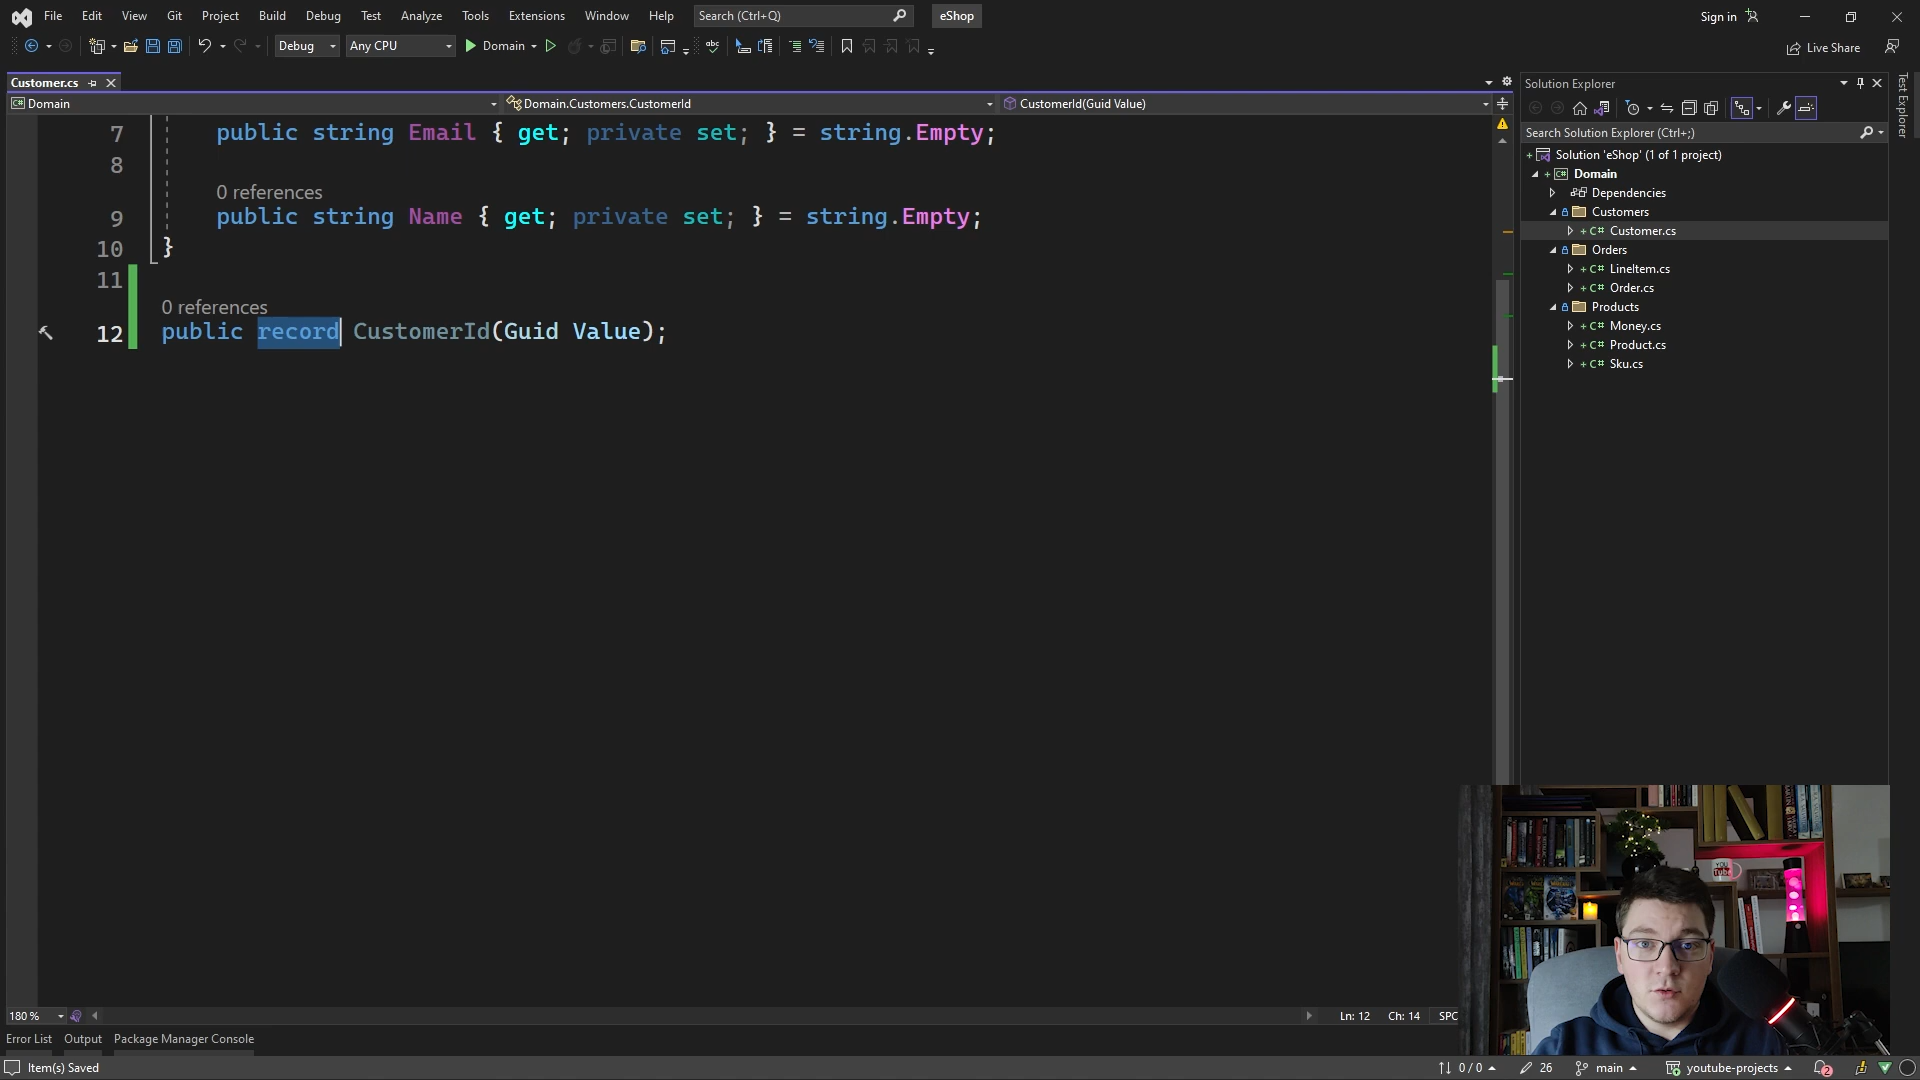 File Edit View Git Project Build Debug Test Analyze Tools Extensions Window Help Search (Ctrl+Q) eShop Sign in
Debug Any CPU Domain Live Share
Customer.cs
Domain Domain.Customers.CustomerId CustomerId(Guid Value)
7 public string Email { get; private set; } = string.Empty;
8
0 references
9 public string Name { get; private set; } = string.Empty;
10 }
11
0 references
12 public record CustomerId(Guid Value);
Solution Explorer
Search Solution Explorer (Ctrl+;)
Solution 'eShop' (1 of 1 project)
Domain
Dependencies
Customers
Customer.cs
Orders
LineItem.cs
Order.cs
Products
Money.cs
Product.cs
Sku.cs
Test Explorer
180 % Ln: 12 Ch: 14 SPC
Error List Output Package Manager Console
Item(s) Saved 0 / 0 26 main youtube-projects 2
YOU
Tube